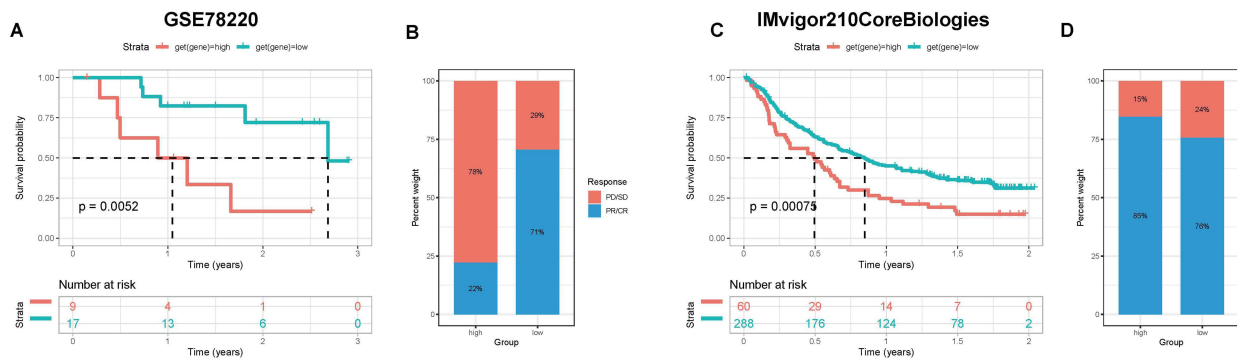 GSE78220
A
Strata get(gene)=high get(gene)=low
Survival probability
1.00
0.75
0.50
0.25
0.00
p = 0.0052
0 1 2 3
Time (years)
Number at risk
Strata
9 4 1 0
17 13 6 0
0 1 2 3
Time (years)
B
Percent weight
100
75
50
25
0
78%
22%
29%
71%
high low
Group
Response
PD/SD
PR/CR
IMvigor210CoreBiologies
C
Strata get(gene)=high get(gene)=low
Survival probability
1.00
0.75
0.50
0.25
0.00
p = 0.00075
0 0.5 1 1.5 2
Time (years)
Number at risk
Strata
60 29 14 7 0
288 176 124 78 2
0 0.5 1 1.5 2
Time (years)
D
Percent weight
100
75
50
25
0
15%
85%
24%
76%
high low
Group